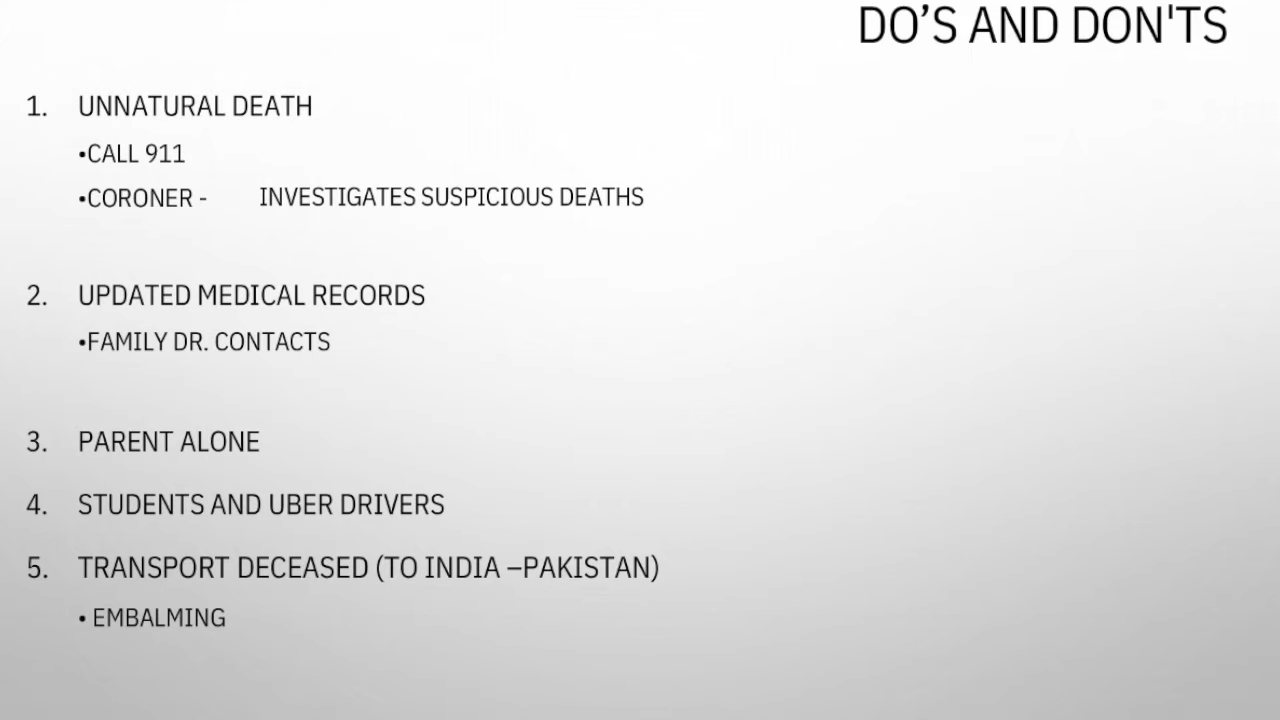 DO’S AND DON'TS
1. UNNATURAL DEATH
•CALL 911
•CORONER - INVESTIGATES SUSPICIOUS DEATHS
2. UPDATED MEDICAL RECORDS
•FAMILY DR. CONTACTS
3. PARENT ALONE
4. STUDENTS AND UBER DRIVERS
5. TRANSPORT DECEASED (TO INDIA –PAKISTAN)
• EMBALMING